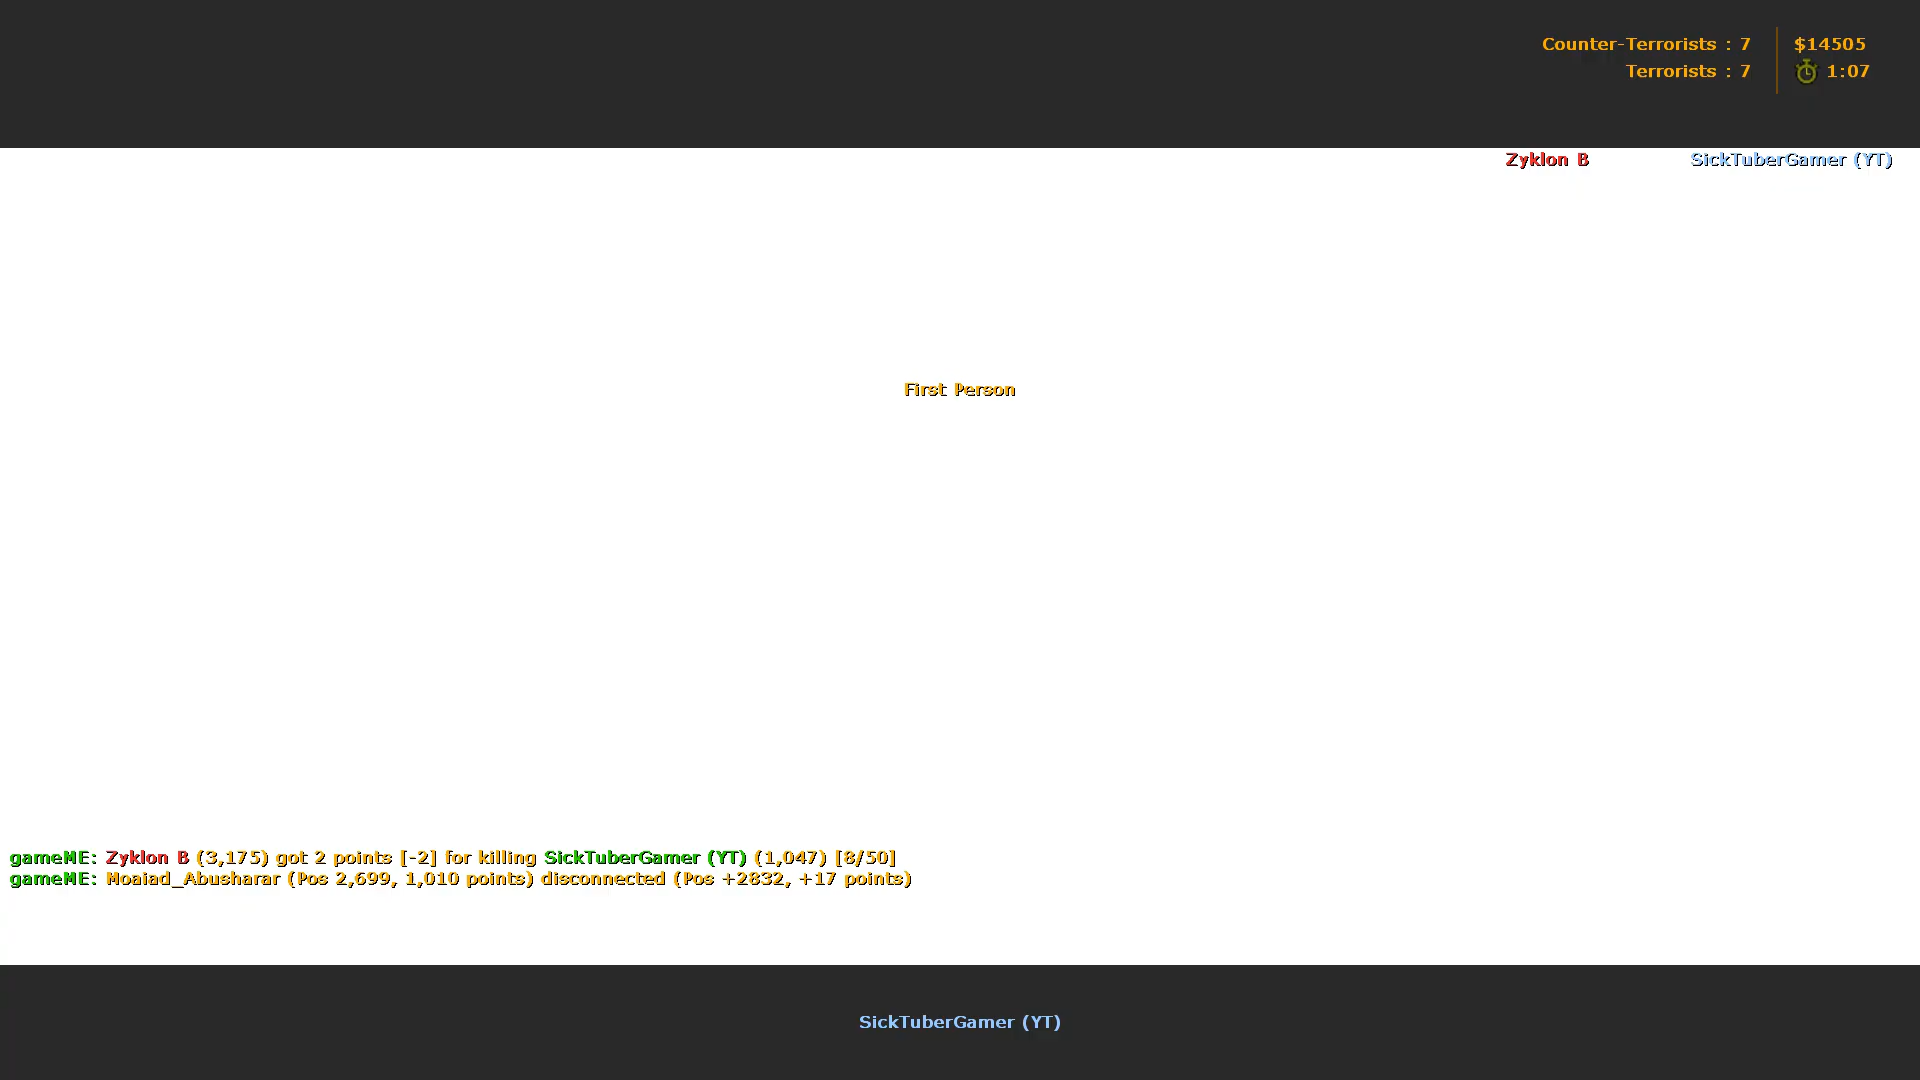 Counter-Terrorists : 7 $14505
Terrorists : 7 1:07
Zyklon B SickTuberGamer (YT)
First Person
gameME: Zyklon B (3,175) got 2 points [-2] for killing SickTuberGamer (YT) (1,047) [8/50]
gameME: Moaiad_Abusharar (Pos 2,699, 1,010 points) disconnected (Pos +2832, +17 points)
SickTuberGamer (YT)